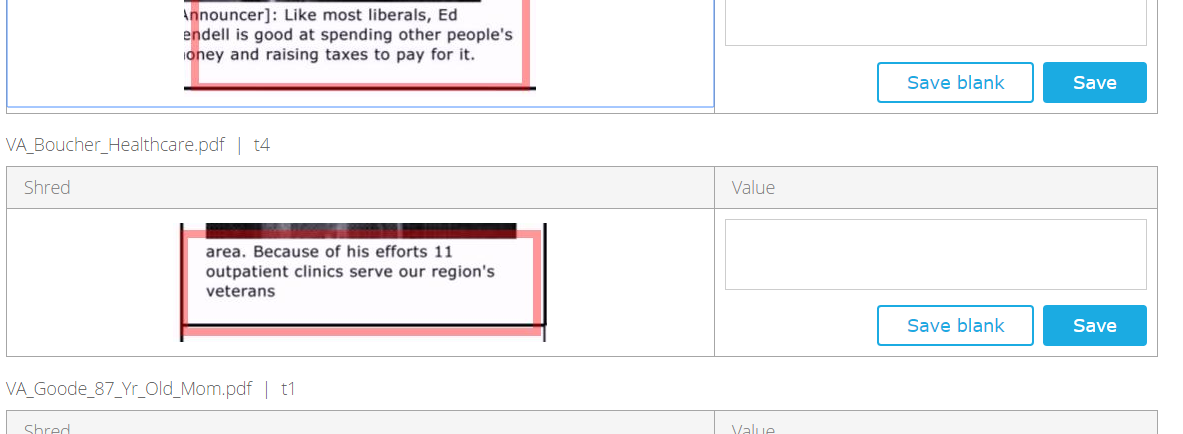 Announcer]: Like most liberals, Ed
endell is good at spending other people's
oney and raising taxes to pay for it.
Save blank Save
VA_Boucher_Healthcare.pdf | t4
Shred Value
area. Because of his efforts 11
outpatient clinics serve our region's
veterans
Save blank Save
VA_Goode_87_Yr_Old_Mom.pdf | t1
Shred Value